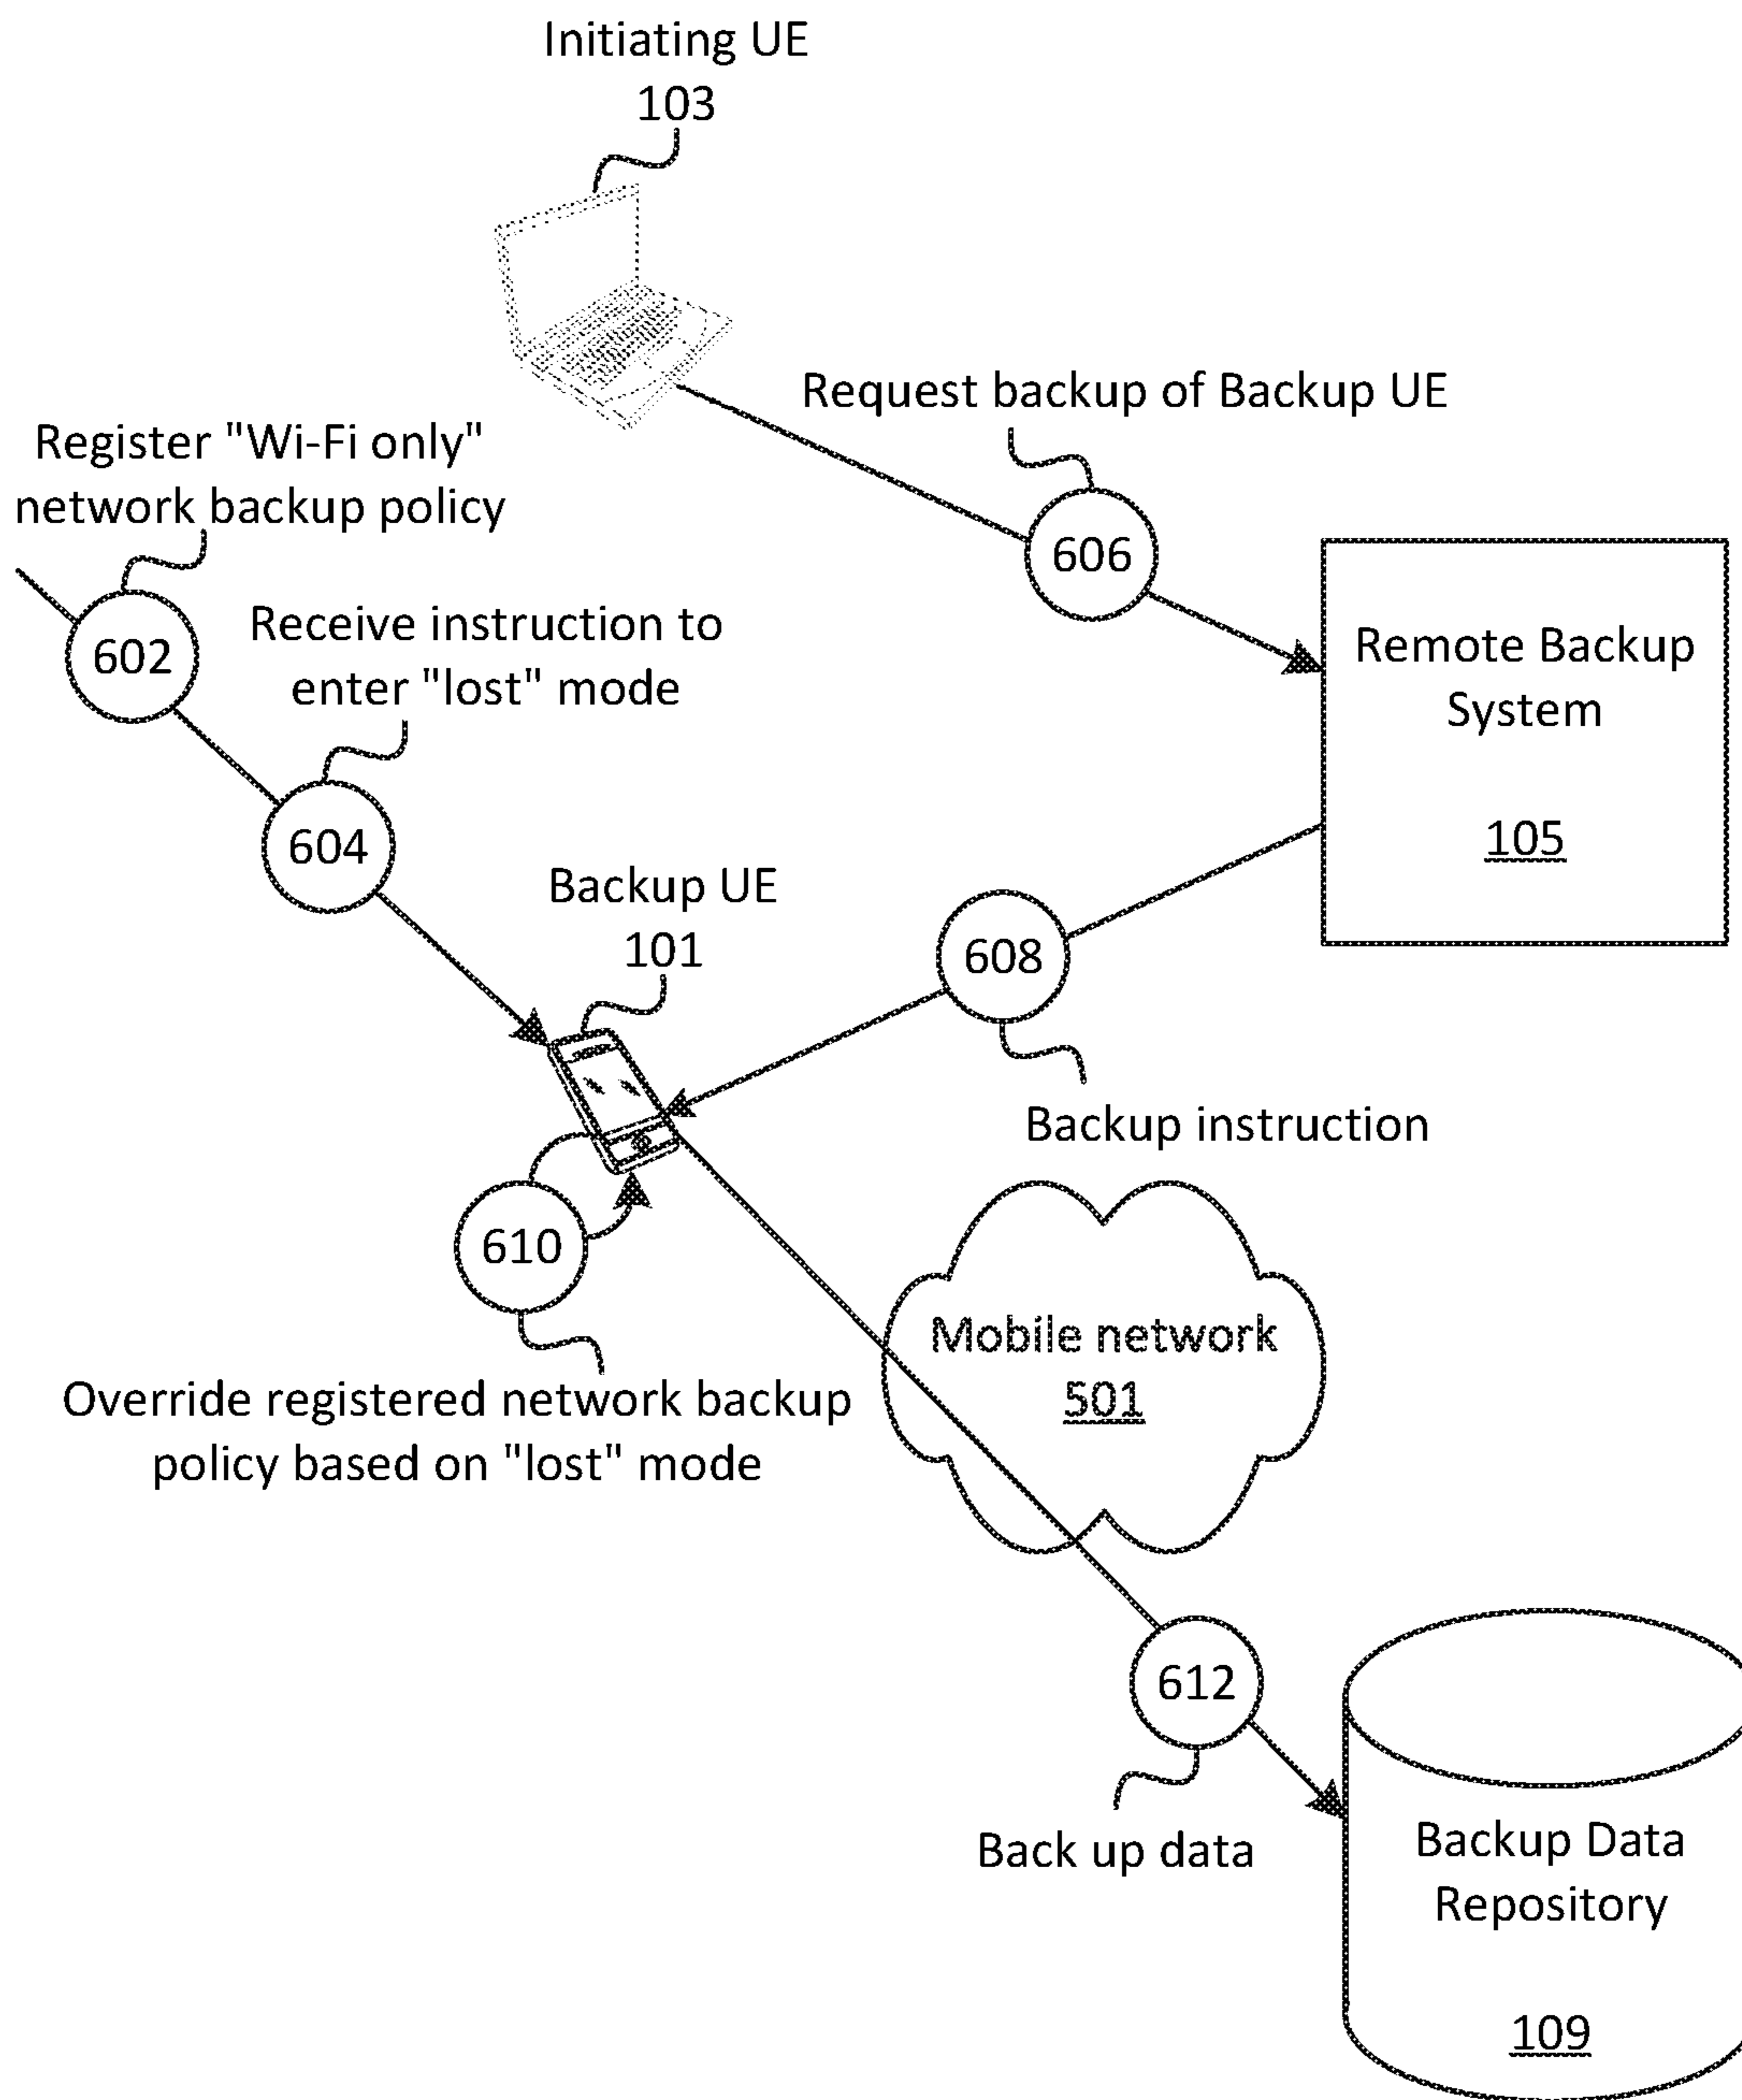 Initiating UE
103
Request backup of Backup UE
Register "Wi-Fi only"
network backup policy
606
602
Receive instruction to
enter "lost" mode
604
Remote Backup
System
105
Backup UE
101
608
Backup instruction
610
Override registered network backup
policy based on "lost" mode
Mobile network
501
612
Back up data
Backup Data
Repository
109